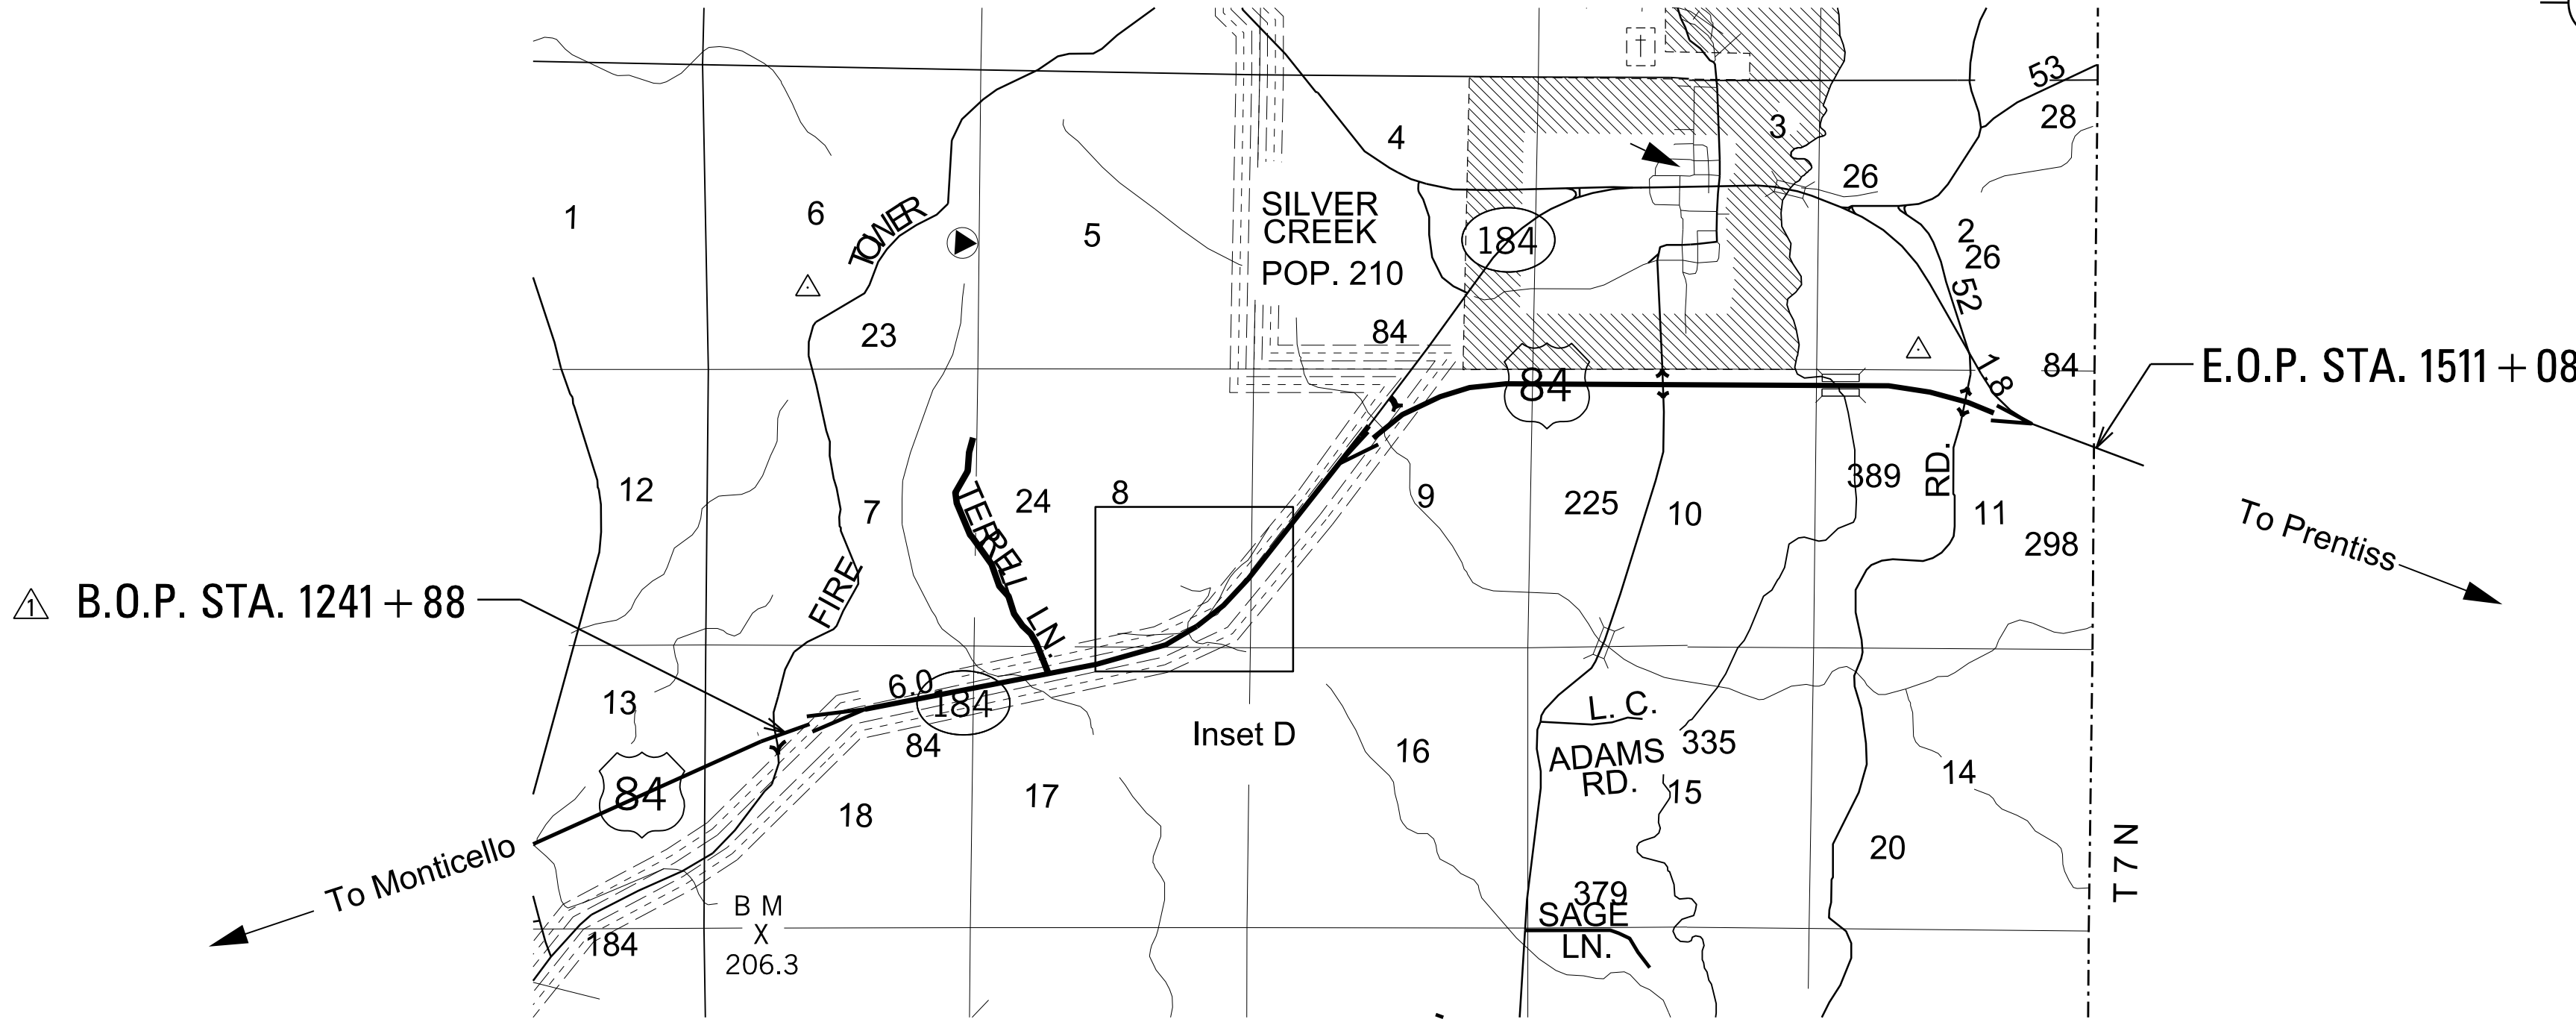 53
28
4
3
26
1
6
TOWER
5
SILVER
CREEK
POP. 210
184
2
26
52
23
84
84
1.8
84
E.O.P. STA. 1511 + 08
12
7
TERRELL LN.
24
8
9
225
10
389
RD.
11
298
To Prentiss
1 B.O.P. STA. 1241 + 88
FIRE
13
6.0
184
84
Inset D
16
L. C.
ADAMS
RD.
335
15
14
84
18
17
20
T 7 N
To Monticello
B M
X
206.3
184
379
SAGE
LN.